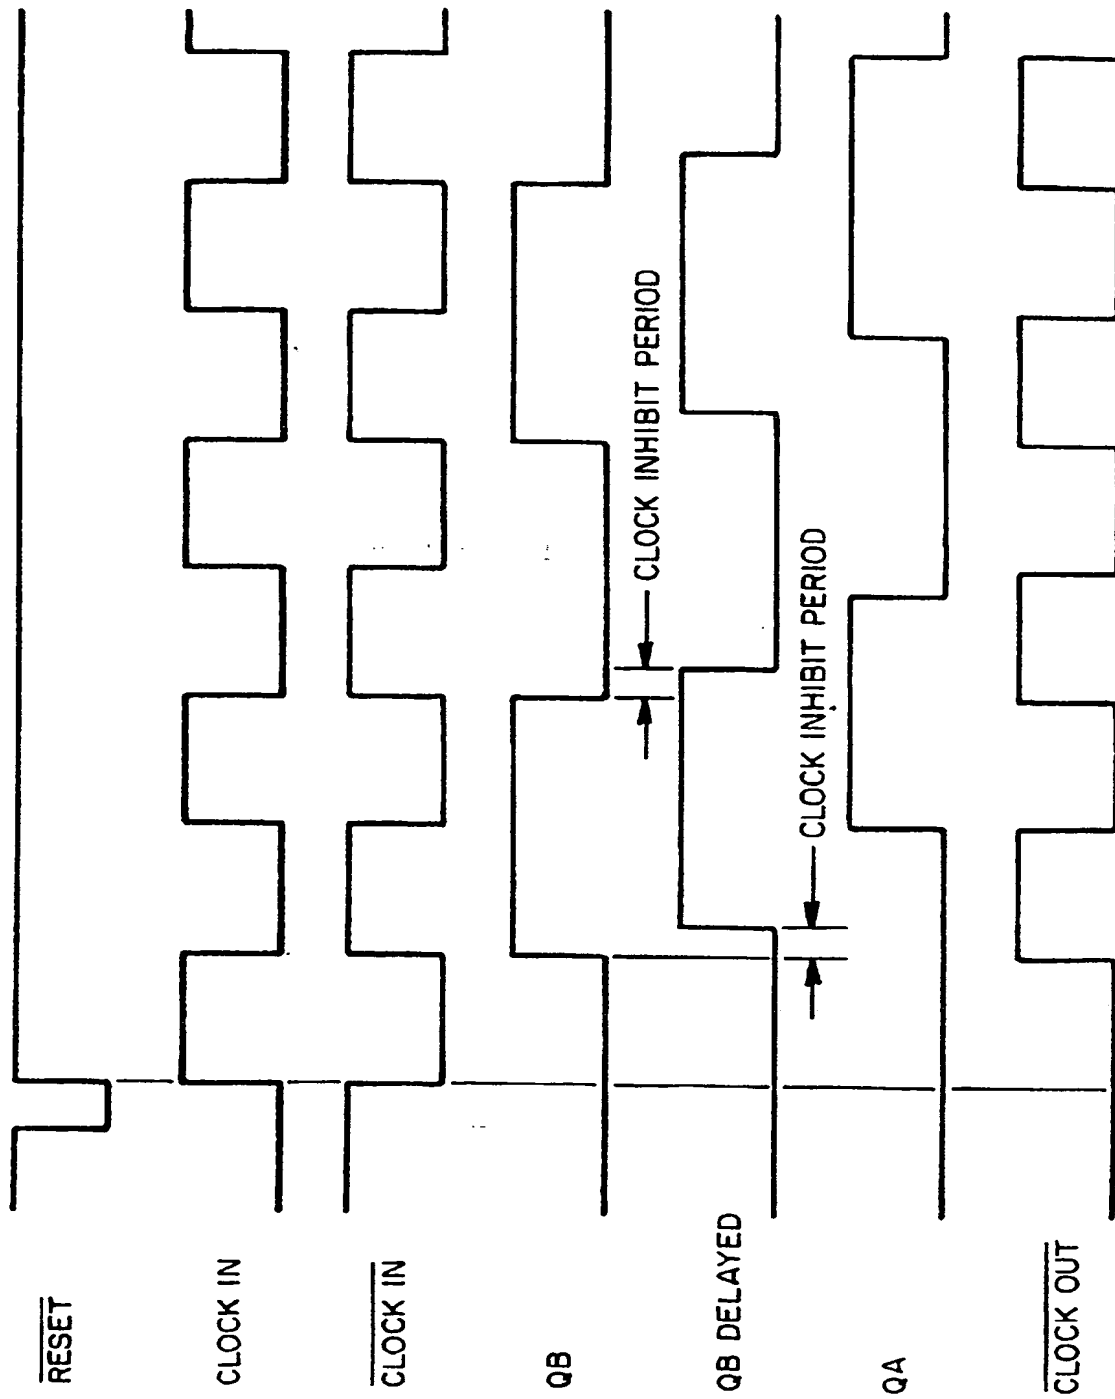 RESET
CLOCK IN
CLOCK IN
QB
CLOCK INHIBIT PERIOD
QB DELAYED
CLOCK INHIBIT PERIOD
QA
CLOCK OUT